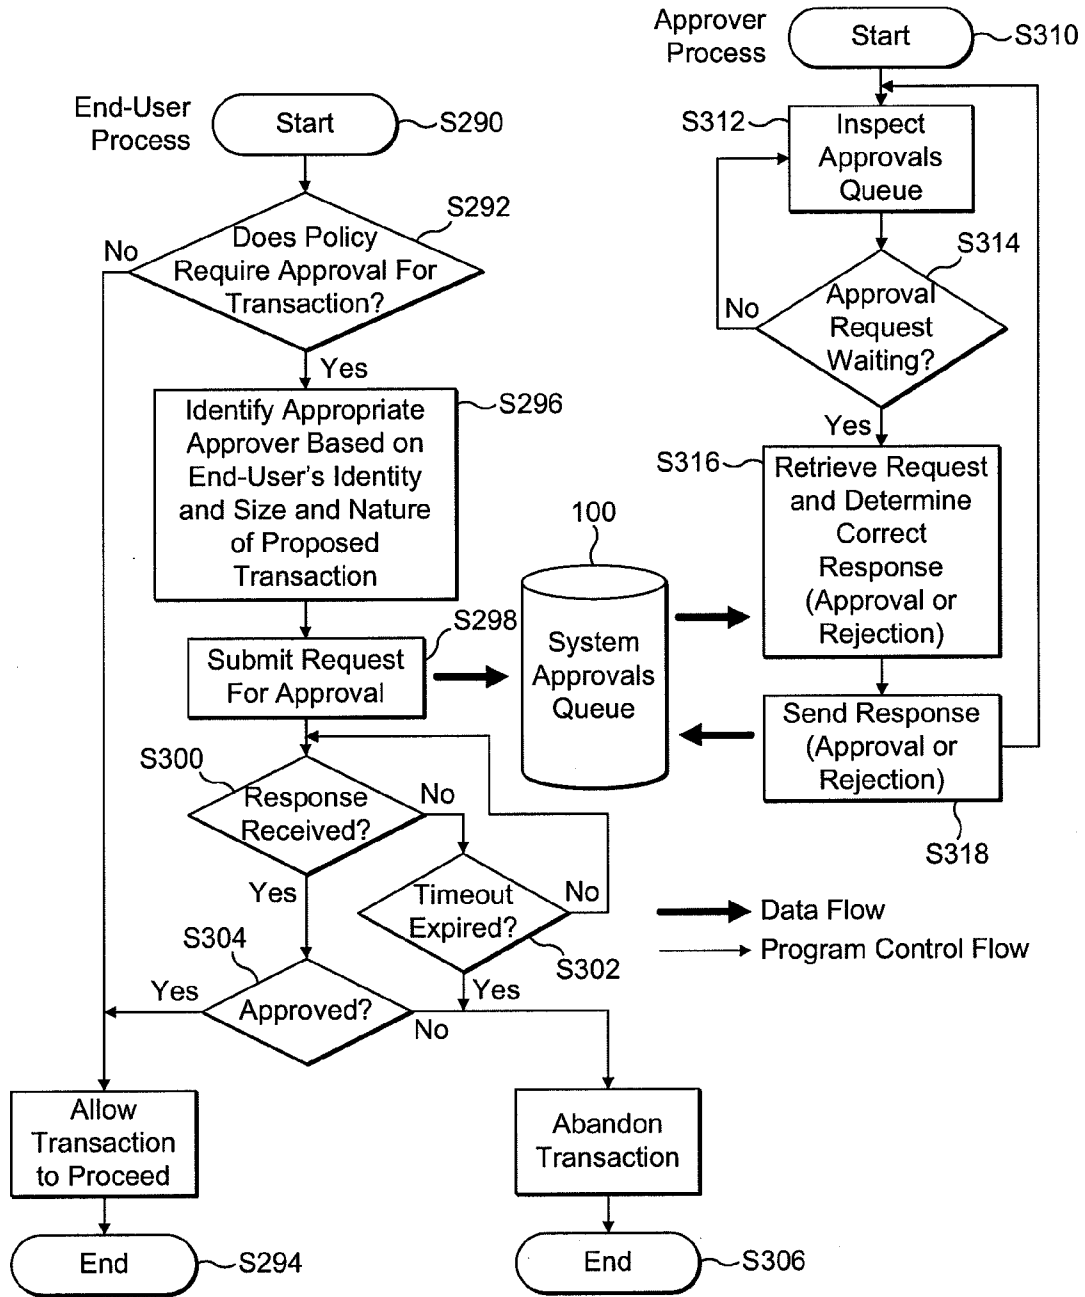 End-User
Process
Start
S290
Does Policy
Require Approval For
Transaction?
S292
No
Yes
Identify Appropriate
Approver Based on
End-User's Identity
and Size and Nature
of Proposed
Transaction
S296
Submit Request
For Approval
S298
S300
Response
Received?
No
Yes
Timeout
Expired?
No
S302
Yes
S304
Approved?
Yes
No
Allow
Transaction
to Proceed
End
S294
Abandon
Transaction
End
S306
100
System
Approvals
Queue
Approver
Process
Start
S310
S312
Inspect
Approvals
Queue
S314
Approval
Request
Waiting?
No
Yes
S316
Retrieve Request
and Determine
Correct
Response
(Approval or
Rejection)
Send Response
(Approval or
Rejection)
S318
Data Flow
Program Control Flow